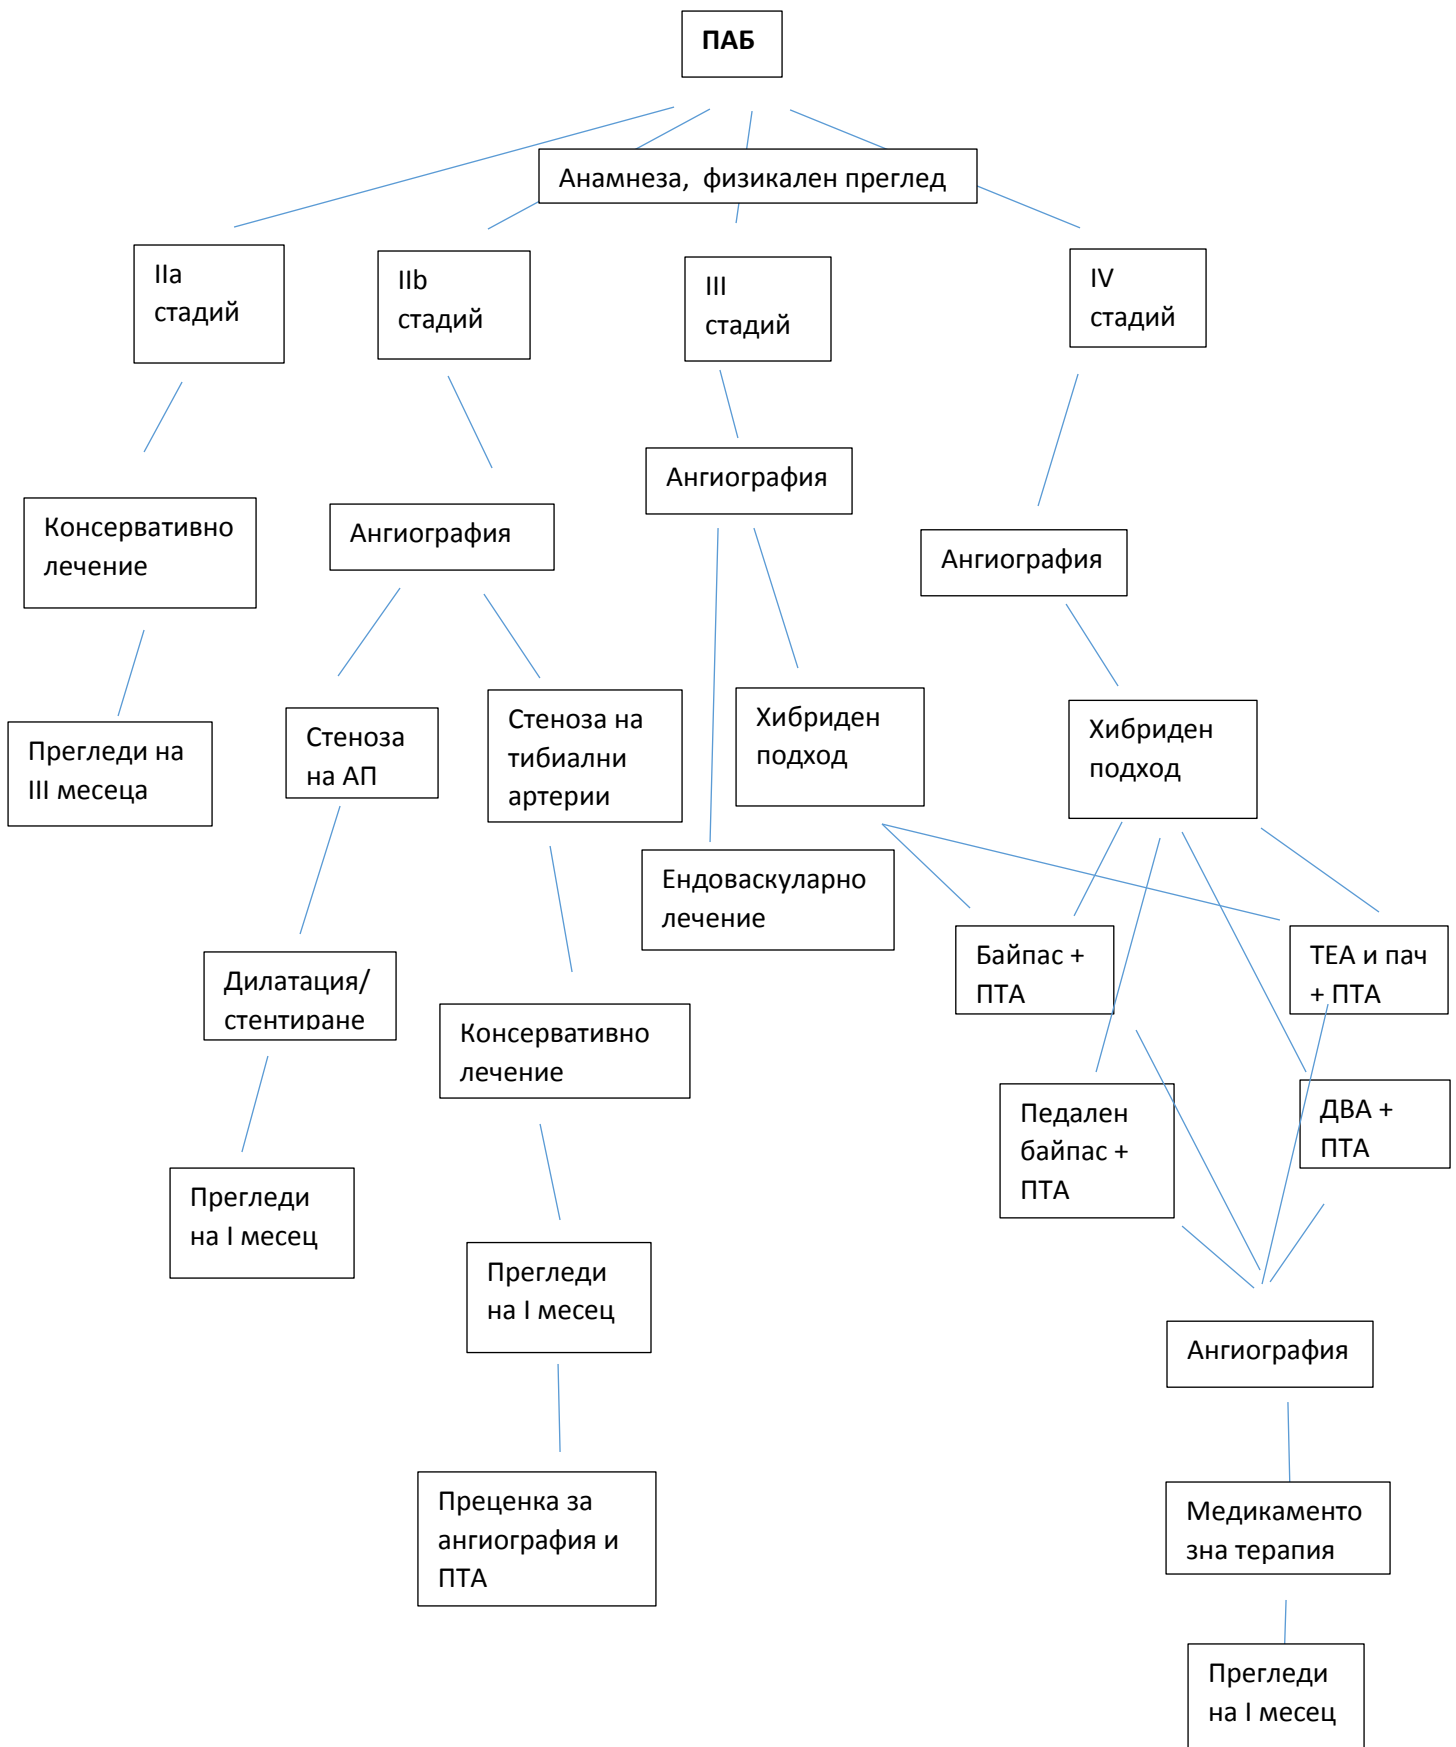 ПАБ
Анамнеза, физикален преглед
IIa
стадий
IIb
стадий
III
стадий
IV
стадий
Консервативно
лечение
Ангиография
Ангиография
Ангиография
Прегледи на
III месеца
Стеноза
на АП
Стеноза на
тибиални
артерии
Хибриден
подход
Хибриден
подход
Ендоваскуларно
лечение
Байпас +
ПТА
ТЕА и пач
+ ПТА
Дилатация/
стентиране
Консервативно
лечение
Педален
байпас +
ПТА
ДВА +
ПТА
Прегледи
на I месец
Прегледи
на I месец
Ангиография
Преценка за
ангиография и
ПТА
Медикаменто
зна терапия
Прегледи
на I месец